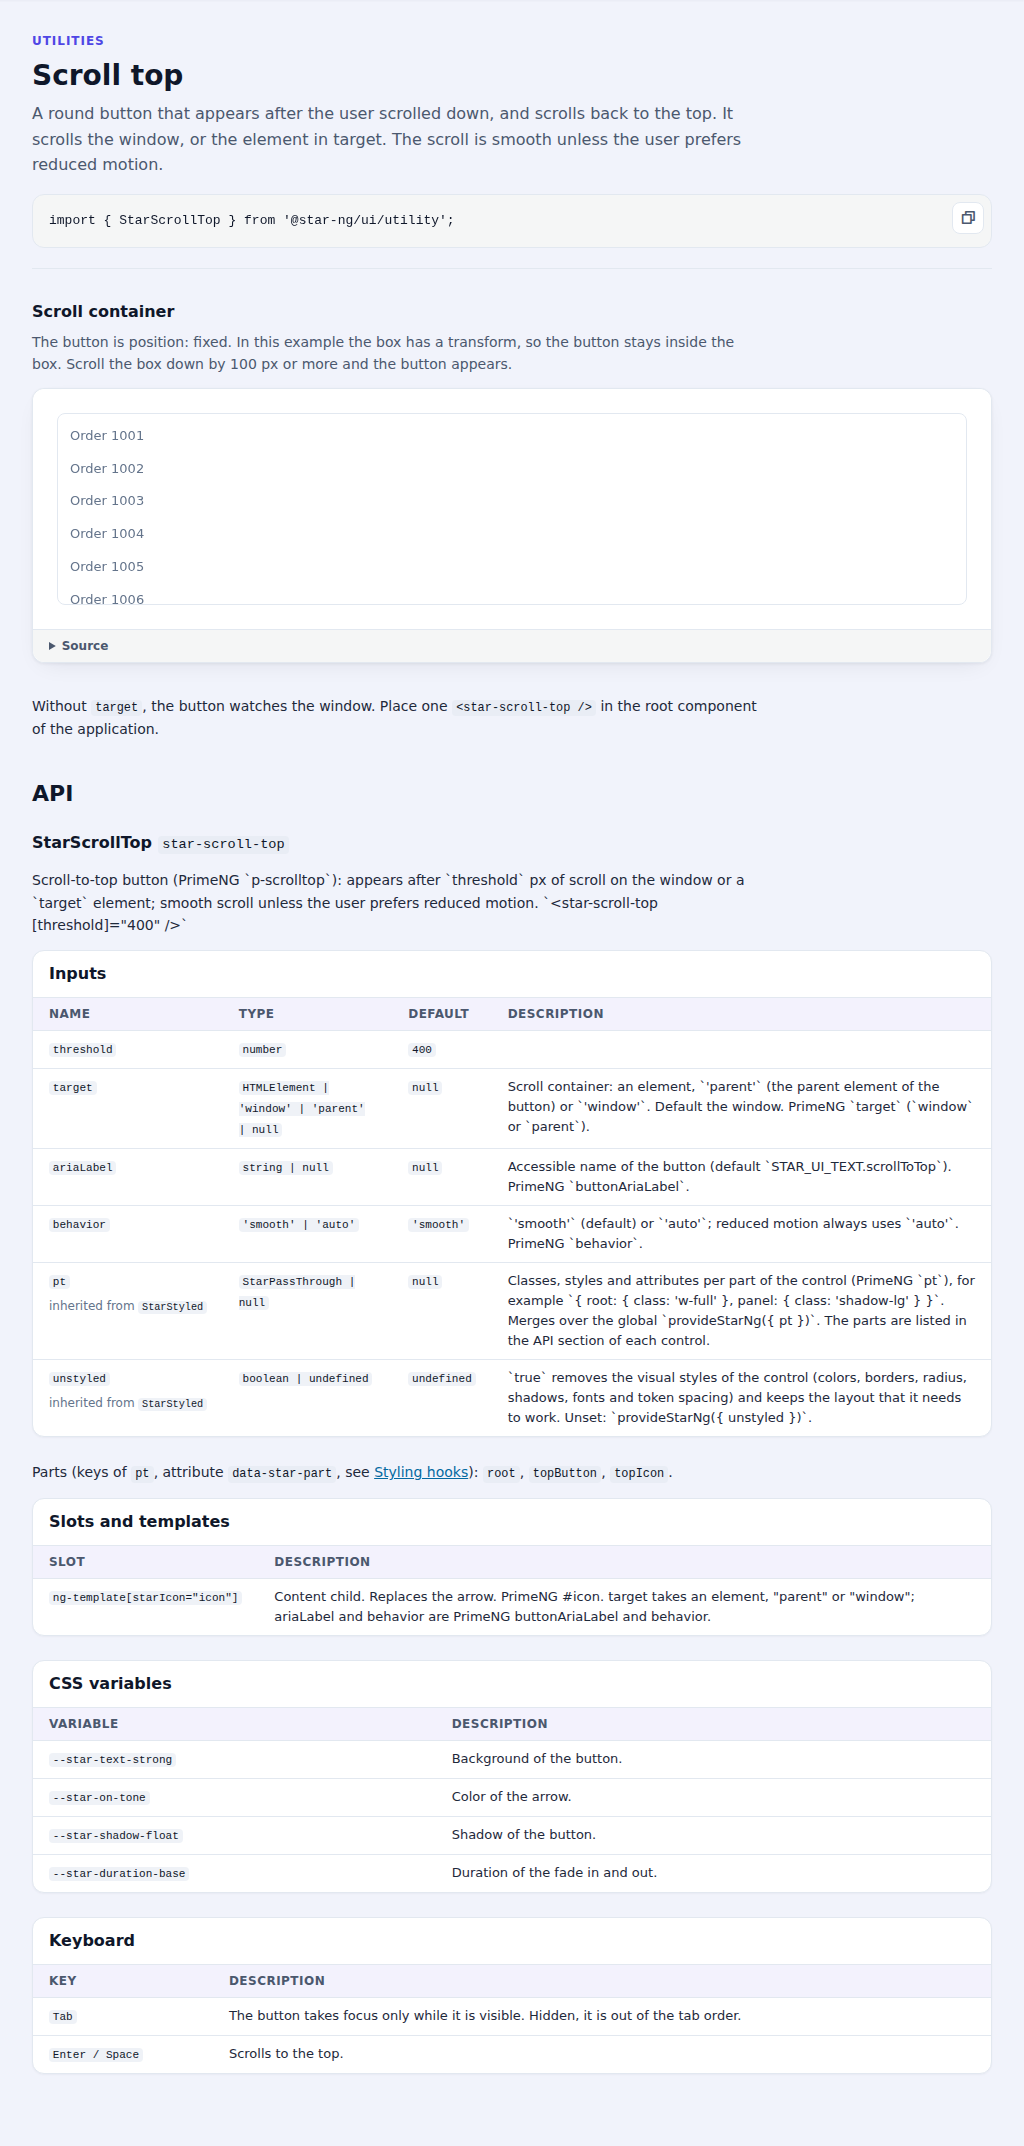 UTILITIES
Scroll top
A round button that appears after the user scrolled down, and scrolls back to the top. It
scrolls the window, or the element in target. The scroll is smooth unless the user prefers
reduced motion.
import { StarScrollTop } from '@star-ng/ui/utility';
Scroll container
The button is position: fixed. In this example the box has a transform, so the button stays inside the
box. Scroll the box down by 100 px or more and the button appears.
Order 1001
Order 1002
Order 1003
Order 1004
Order 1005
Order 1006
Source
Without target, the button watches the window. Place one <star-scroll-top /> in the root component
of the application.
API
StarScrollTop star-scroll-top
Scroll-to-top button (PrimeNG `p-scrolltop`): appears after `threshold` px of scroll on the window or a
`target` element; smooth scroll unless the user prefers reduced motion. `<star-scroll-top
[threshold]="400" />`
Inputs
NAME TYPE DEFAULT DESCRIPTION
threshold number 400
target HTMLElement | null Scroll container: an element, `'parent'` (the parent element of the
'window' | 'parent' button) or `'window'`. Default the window. PrimeNG `target` (`window`
| null or `parent`).
ariaLabel string | null null Accessible name of the button (default `STAR_UI_TEXT.scrollToTop`).
PrimeNG `buttonAriaLabel`.
behavior 'smooth' | 'auto' 'smooth' `'smooth'` (default) or `'auto'`; reduced motion always uses `'auto'`.
PrimeNG `behavior`.
pt StarPassThrough | null Classes, styles and attributes per part of the control (PrimeNG `pt`), for
inherited from StarStyled null example `{ root: { class: 'w-full' }, panel: { class: 'shadow-lg' } }`.
Merges over the global `provideStarNg({ pt })`. The parts are listed in
the API section of each control.
unstyled boolean | undefined undefined `true` removes the visual styles of the control (colors, borders, radius,
inherited from StarStyled shadows, fonts and token spacing) and keeps the layout that it needs
to work. Unset: `provideStarNg({ unstyled })`.
Parts (keys of pt, attribute data-star-part, see Styling hooks): root, topButton, topIcon.
Slots and templates
SLOT DESCRIPTION
ng-template[starIcon="icon"] Content child. Replaces the arrow. PrimeNG #icon. target takes an element, "parent" or "window";
ariaLabel and behavior are PrimeNG buttonAriaLabel and behavior.
CSS variables
VARIABLE DESCRIPTION
--star-text-strong Background of the button.
--star-on-tone Color of the arrow.
--star-shadow-float Shadow of the button.
--star-duration-base Duration of the fade in and out.
Keyboard
KEY DESCRIPTION
Tab The button takes focus only while it is visible. Hidden, it is out of the tab order.
Enter / Space Scrolls to the top.